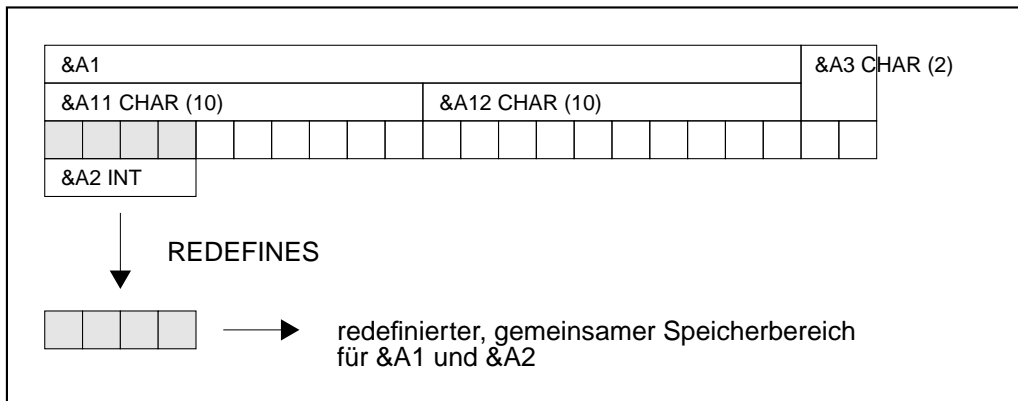 &A1
&A3 CHAR (2)
&A11 CHAR (10)
&A12 CHAR (10)
&A2 INT
REDEFINES
redefinierter, gemeinsamer Speicherbereich
für &A1 und &A2